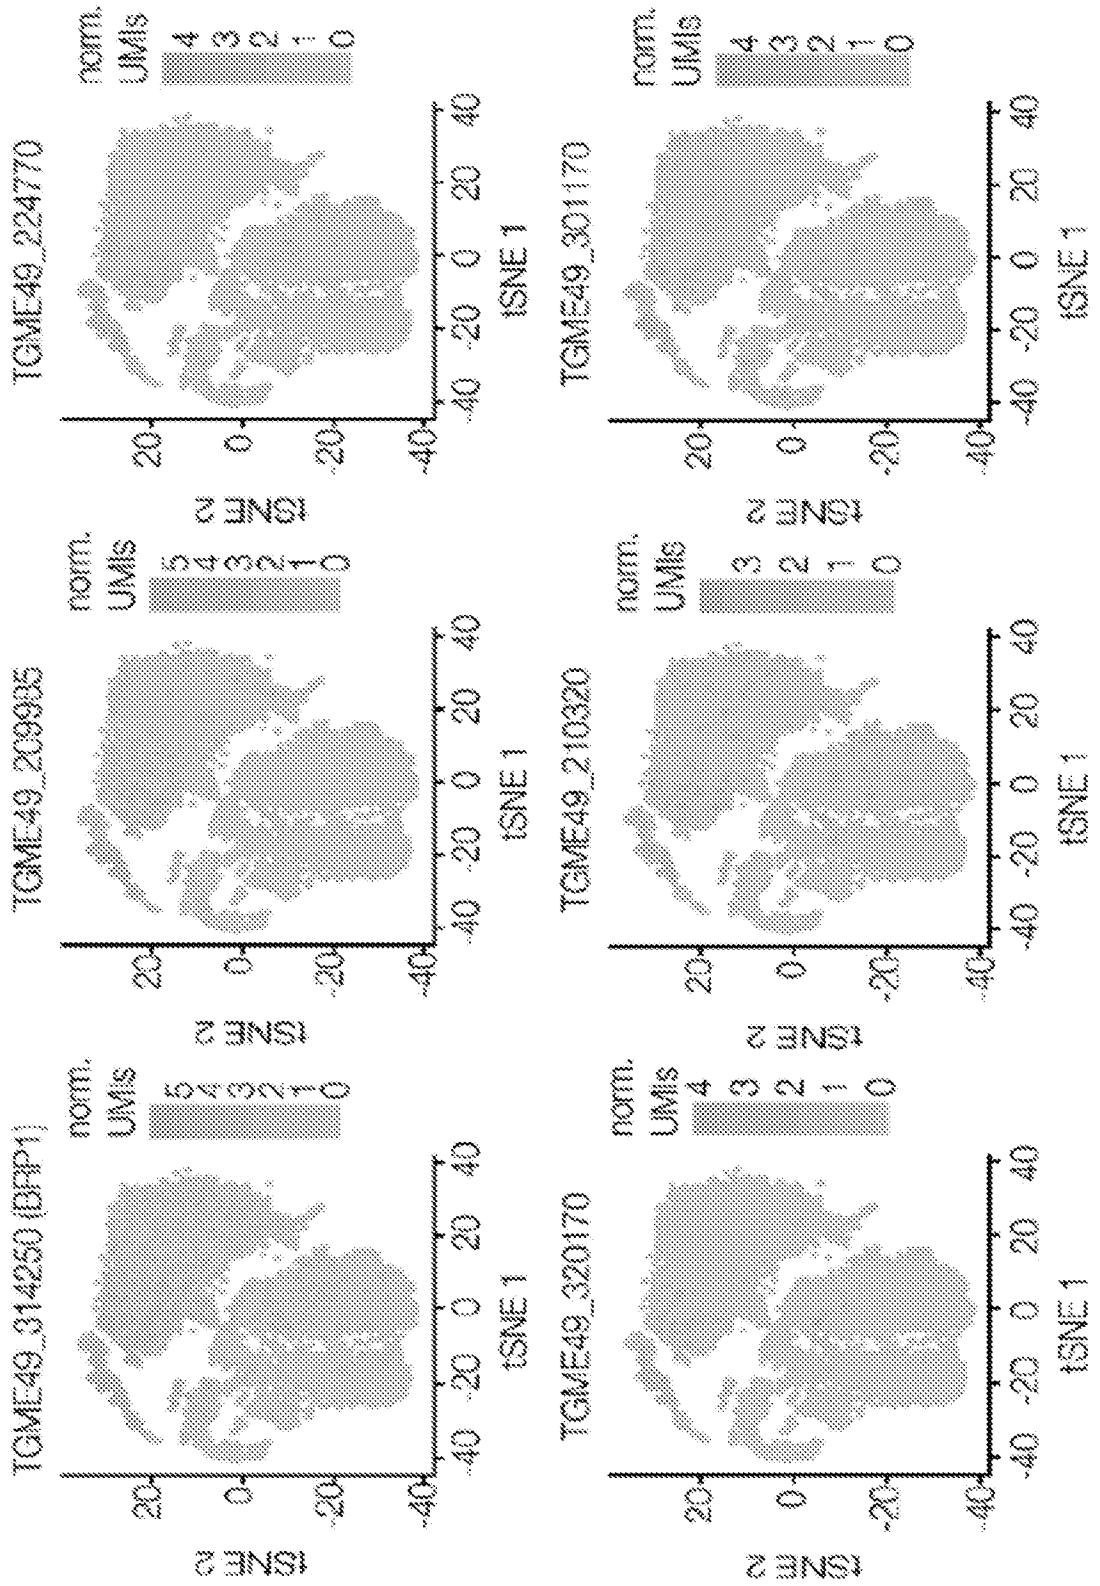 TGME49_314250 (BRP1)
norm.
UMIs
5
4
3
2
1
0
tSNE 2
20
0
-20
-40
-40 -20 0 20 40
tSNE 1
TGME49_209985
norm.
UMIs
5
4
3
2
1
0
tSNE 2
20
0
-20
-40
-40 -20 0 20 40
tSNE 1
TGME49_224770
norm.
UMIs
4
3
2
1
0
tSNE 2
20
0
-20
-40
-40 -20 0 20 40
tSNE 1
TGME49_320170
norm.
UMIs
4
3
2
1
0
tSNE 2
20
0
-20
-40
-40 -20 0 20 40
tSNE 1
TGME49_210320
norm.
UMIs
3
2
1
0
tSNE 2
20
0
-20
-40
-40 -20 0 20 40
tSNE 1
TGME49_301170
norm.
UMIs
4
3
2
1
0
tSNE 2
20
0
-20
-40
-40 -20 0 20 40
tSNE 1